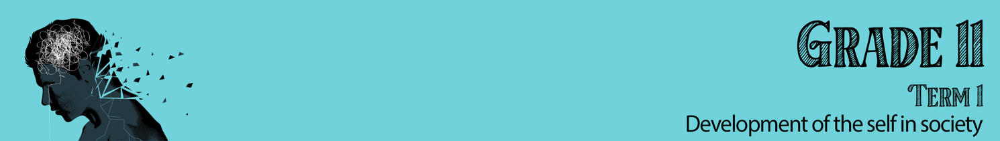 Grade 11
Term 1
Development of the self in society